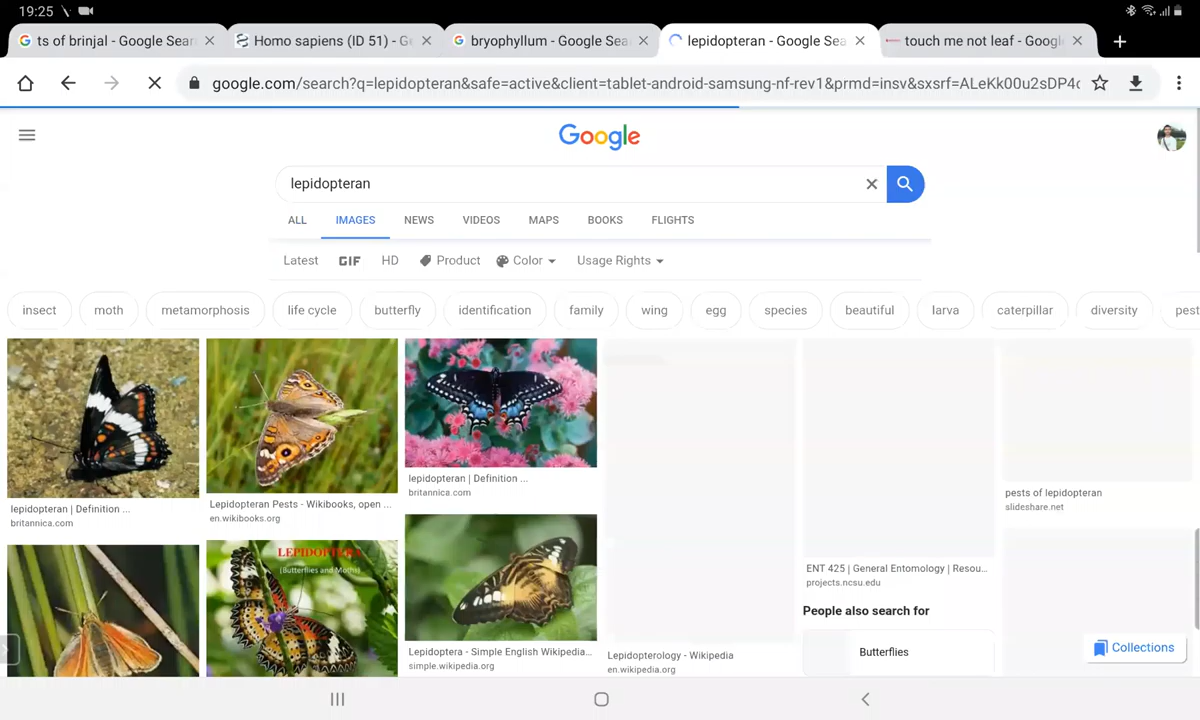 19:25
ts of brinjal - Google Sear
Homo sapiens (ID 51) - Go
bryophyllum - Google Sea
lepidopteran - Google Sea
touch me not leaf - Google
google.com/search?q=lepidopteran&safe=active&client=tablet-android-samsung-nf-rev1&prmd=insv&sxsrf=ALeKk00u2sDP4c
Google
lepidopteran
ALL IMAGES NEWS VIDEOS MAPS BOOKS FLIGHTS
Latest GIF HD Product Color Usage Rights
insect moth metamorphosis life cycle butterfly identification family wing egg species beautiful larva caterpillar diversity pest
lepidopteran | Definition ...
britannica.com
Lepidopteran Pests - Wikibooks, open ...
en.wikibooks.org
lepidopteran | Definition ...
britannica.com
pests of lepidopteran
slideshare.net
LEPIDOPTERA
(Butterflies and Moths)
ENT 425 | General Entomology | Resou...
projects.ncsu.edu
People also search for
Butterflies
Lepidoptera - Simple English Wikipedia...
simple.wikipedia.org
Lepidopterology - Wikipedia
en.wikipedia.org
Collections